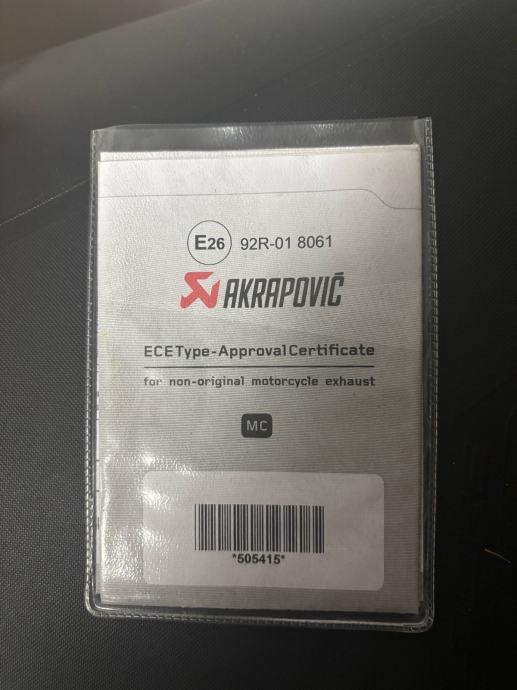 E26 92R-01 8061
AKRAPOVIČ
ECE Type-Approval Certificate
for non-original motorcycle exhaust
MC
*505415*